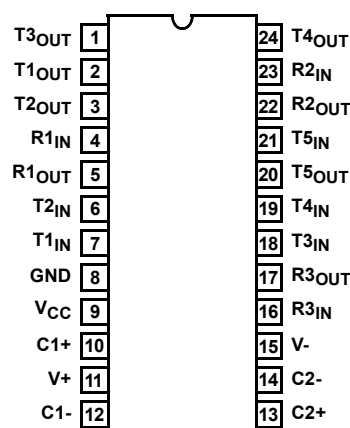 T3OUT 1 24 T4OUT
T1OUT 2 23 R2IN
T2OUT 3 22 R2OUT
R1IN 4 21 T5IN
R1OUT 5 20 T5OUT
T2IN 6 19 T4IN
T1IN 7 18 T3IN
GND 8 17 R3OUT
VCC 9 16 R3IN
C1+ 10 15 V-
V+ 11 14 C2-
C1- 12 13 C2+